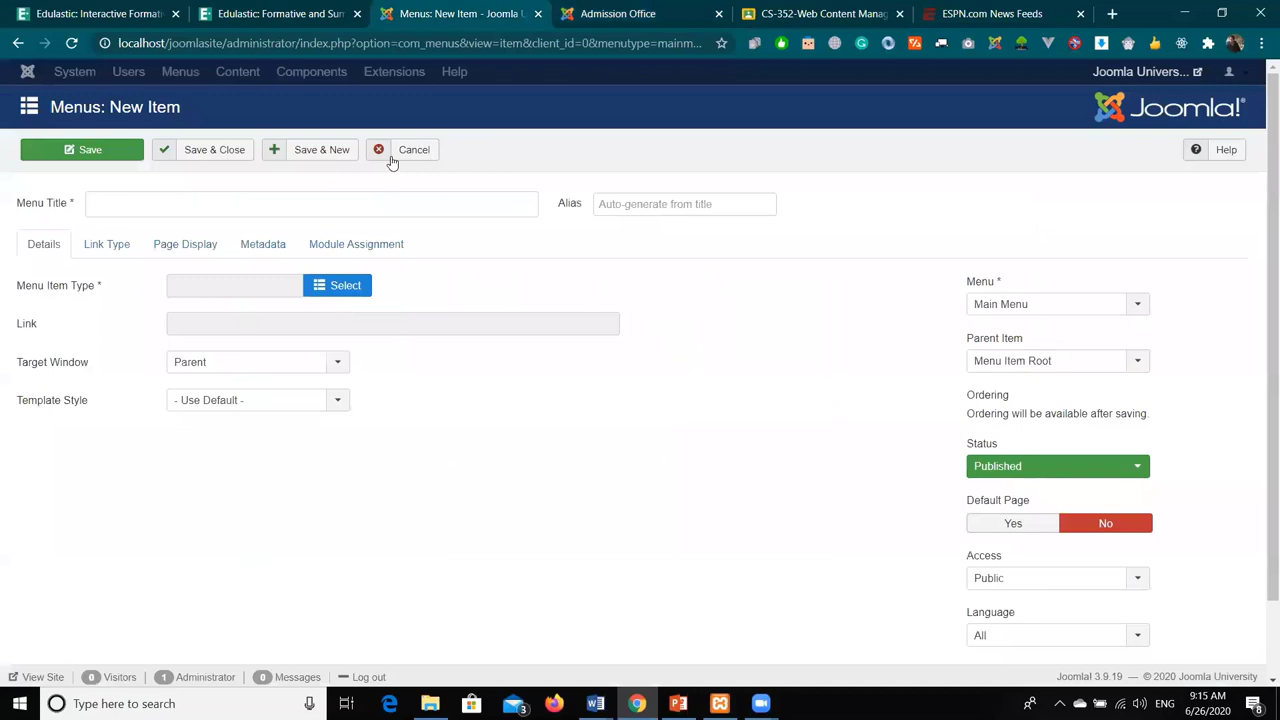 Edulastic: Interactive Formativ
Edulastic: Formative and Sum
Menus: New Item - Joomla Un
Admission Office
CS-352-Web Content Manag
ESPN.com News Feeds
localhost/joomlasite/administrator/index.php?option=com_menus&view=item&client_id=0&menutype=mainm...
System Users Menus Content Components Extensions Help
Joomla Univers...
Menus: New Item
Joomla!®
Save
Save & Close
Save & New
Cancel
Help
Menu Title *
Alias
Auto-generate from title
Details
Link Type
Page Display
Metadata
Module Assignment
Menu Item Type *
Select
Link
Target Window
Parent
Template Style
- Use Default -
Menu *
Main Menu
Parent Item
Menu Item Root
Ordering
Ordering will be available after saving.
Status
Published
Default Page
Yes
No
Access
Public
Language
All
View Site
0 Visitors
1 Administrator
0 Messages
Log out
Joomla! 3.9.19 — © 2020 Joomla University
Type here to search
3
ENG
9:15 AM
6/26/2020
8